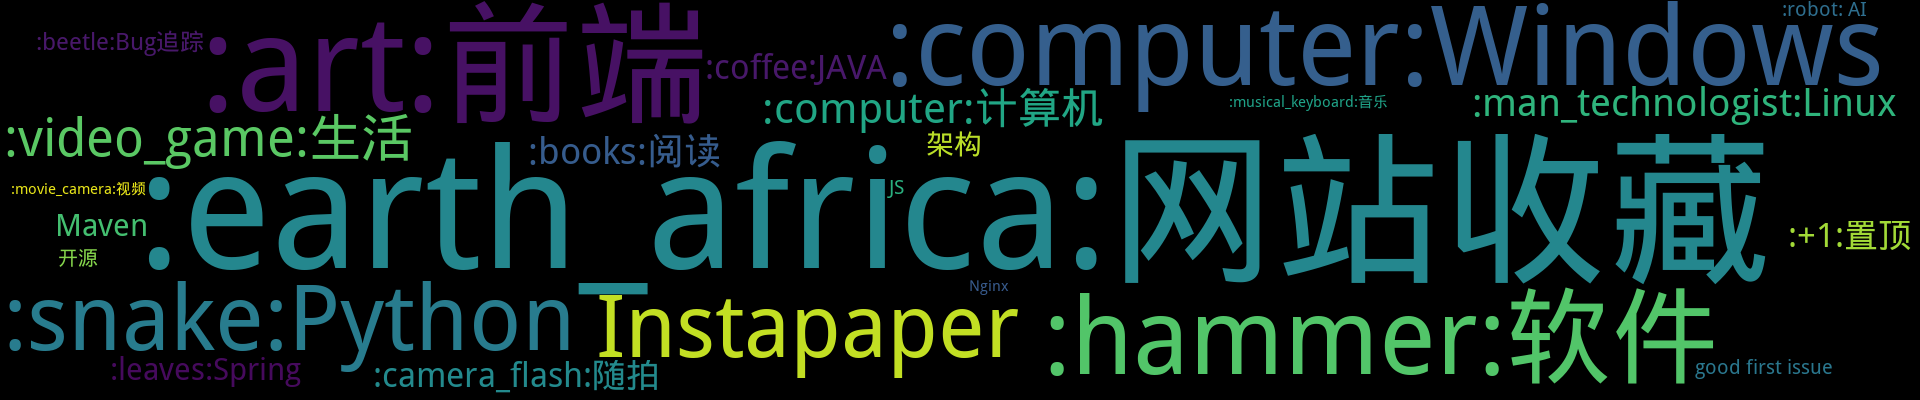 :beetle:Bug追踪
:art:前端
:coffee:JAVA
:computer:Windows
:robot: AI
:video_game:生活
:books:阅读
:computer:计算机
架构
:musical_keyboard:音乐
:man_technologist:Linux
:movie_camera:视频
Maven
开源
:earth_africa:网站收藏
JS
:+1:置顶
:snake:Python
Instapaper
Nginx
:hammer:软件
:leaves:Spring
:camera_flash:随拍
good first issue